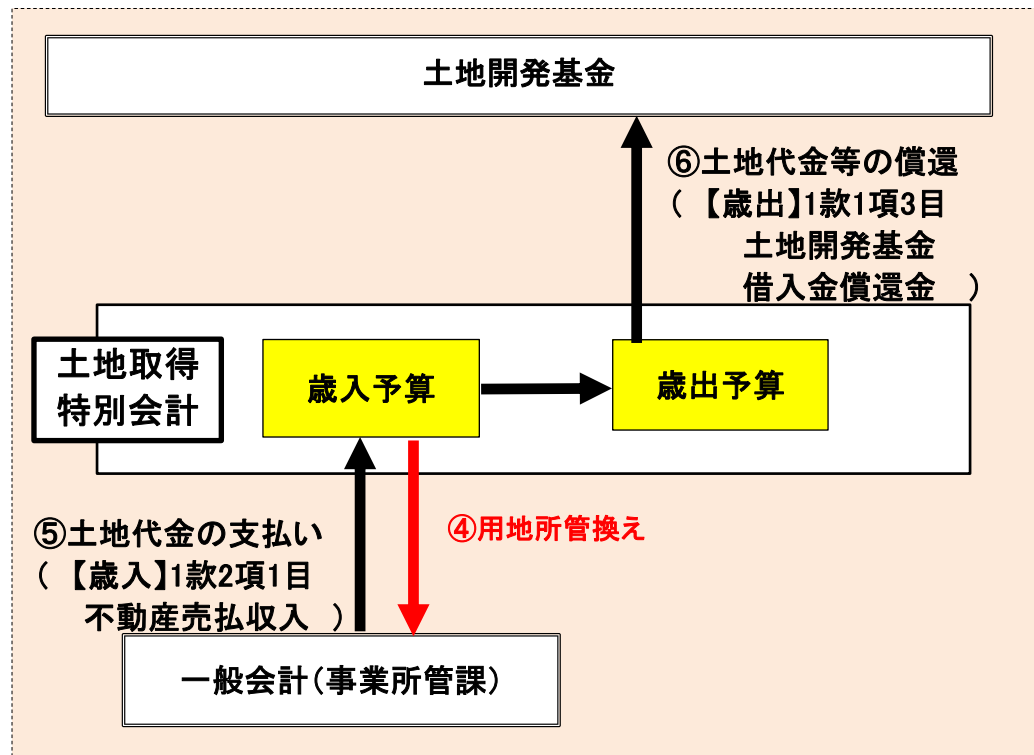 土地開発基金
⑥土地代金等の償還
( 【歳出】1款1項3目
土地開発基金
借入金償還金 )
土地取得
特別会計
歳入予算
歳出予算
⑤土地代金の支払い
( 【歳入】1款2項1目
不動産売払収入 )
④用地所管換え
一般会計(事業所管課)